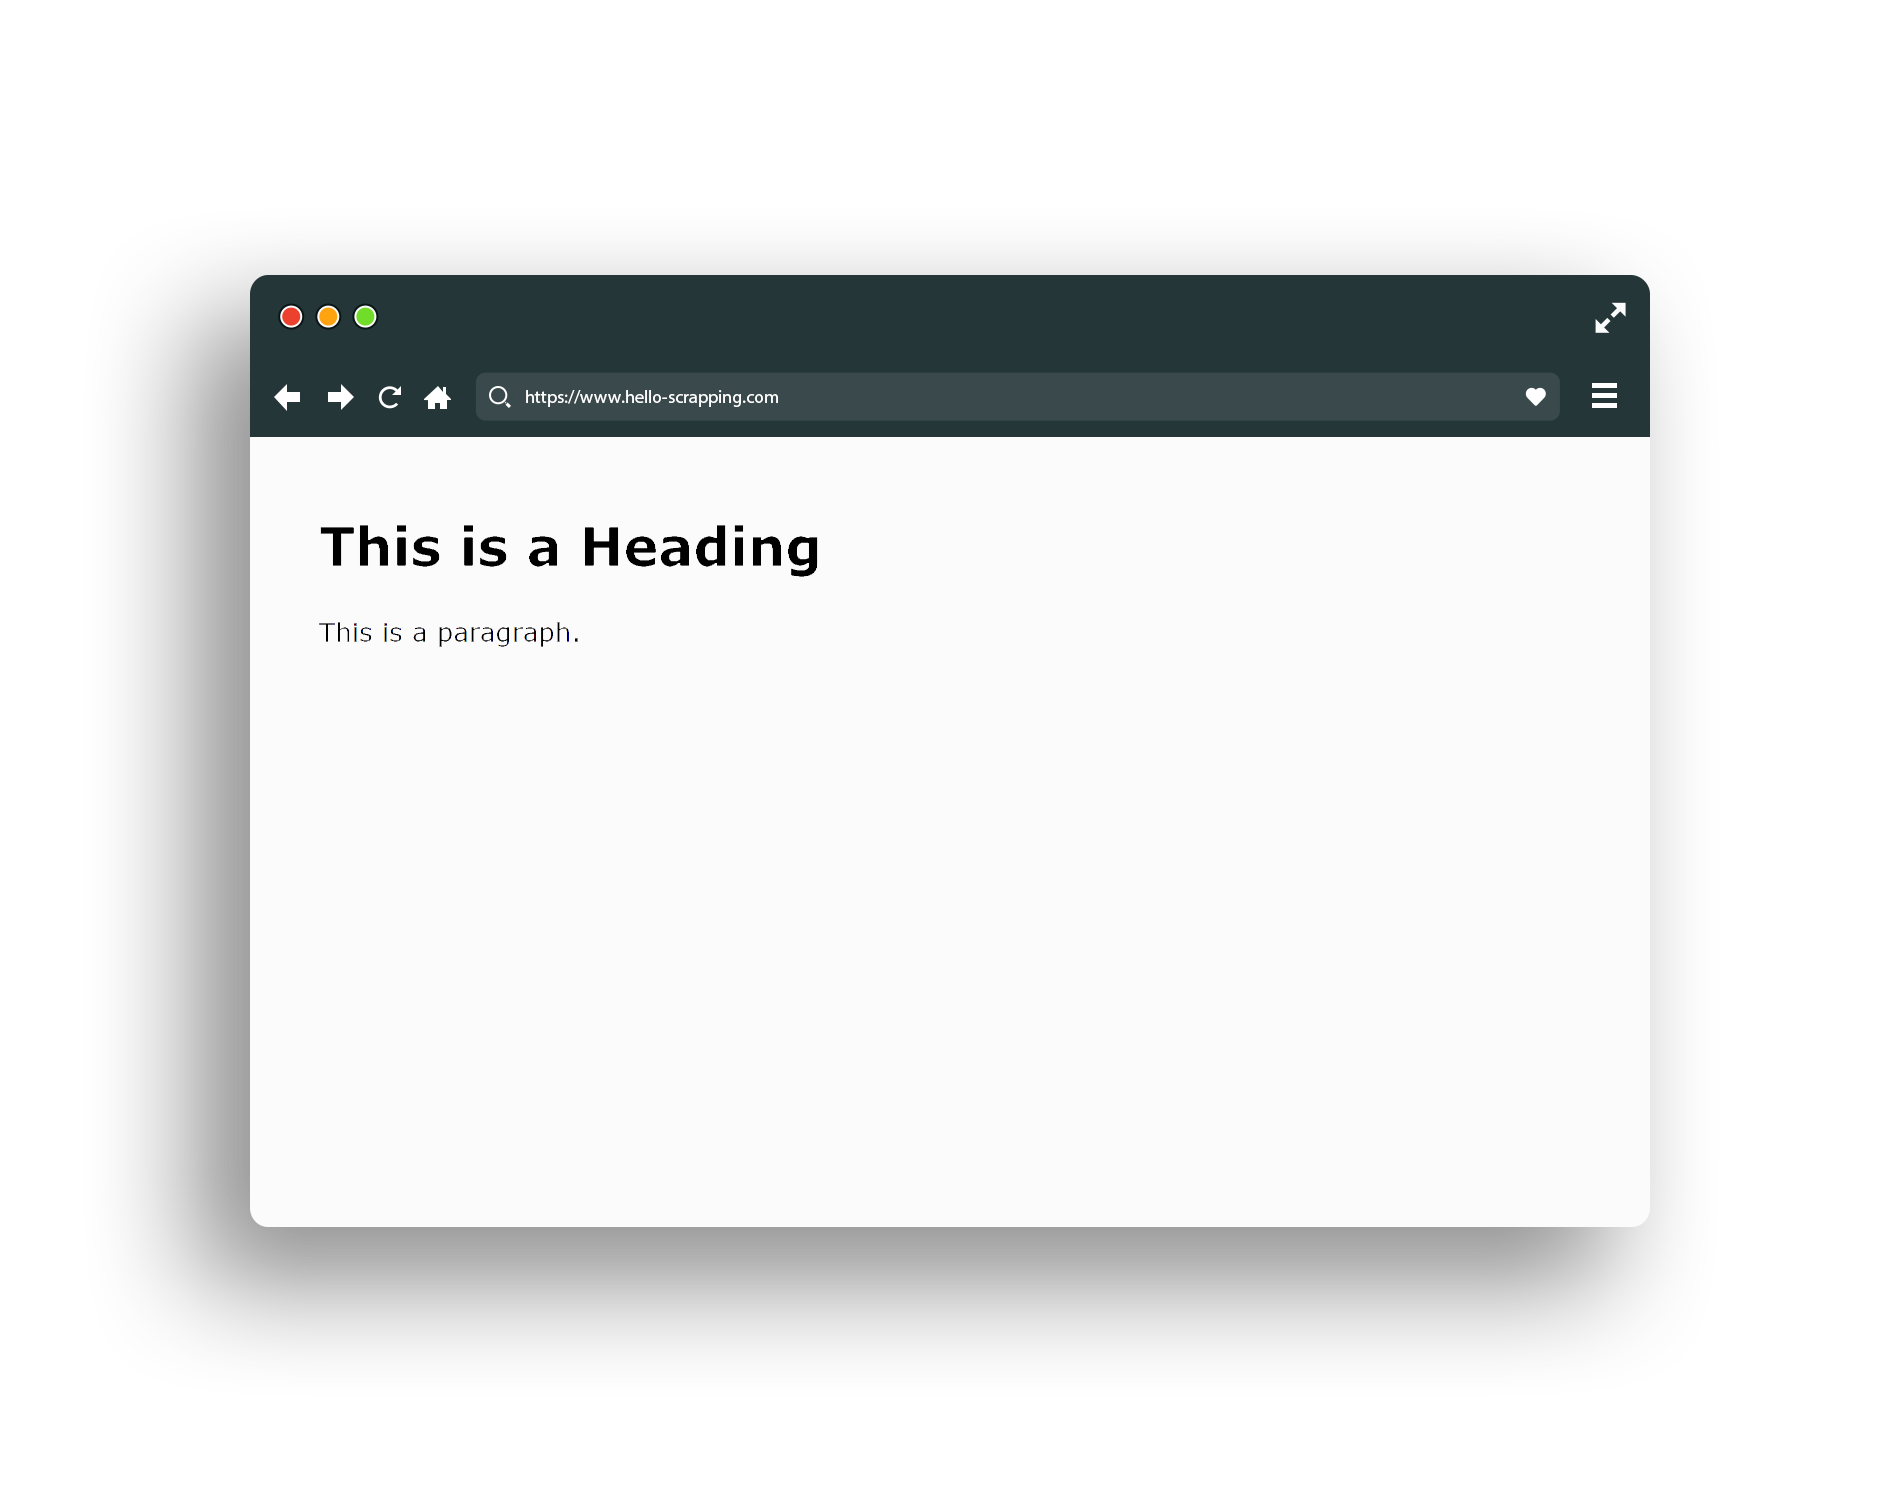 https://www.hello-scrapping.com
This is a Heading
This is a paragraph.